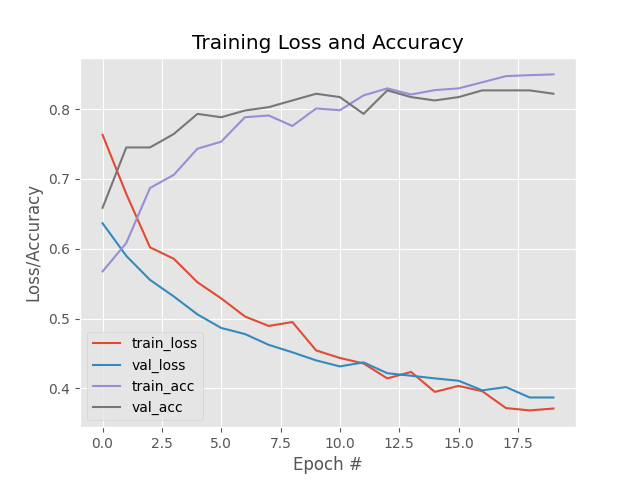 Training Loss and Accuracy
Loss/Accuracy
0.8
0.7
0.6
0.5
0.4
train_loss
val_loss
train_acc
val_acc
0.0 2.5 5.0 7.5 10.0 12.5 15.0 17.5
Epoch #